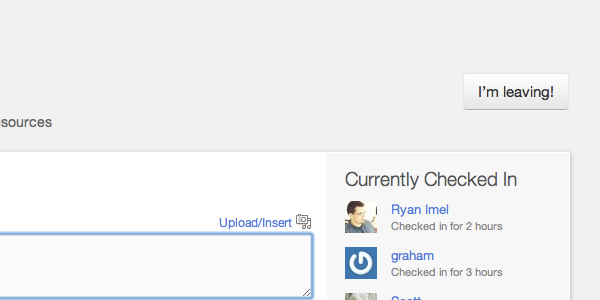 I'm leaving!
sources
Currently Checked In
Ryan Imel
Checked in for 2 hours
Upload/Insert
graham
Checked in for 3 hours